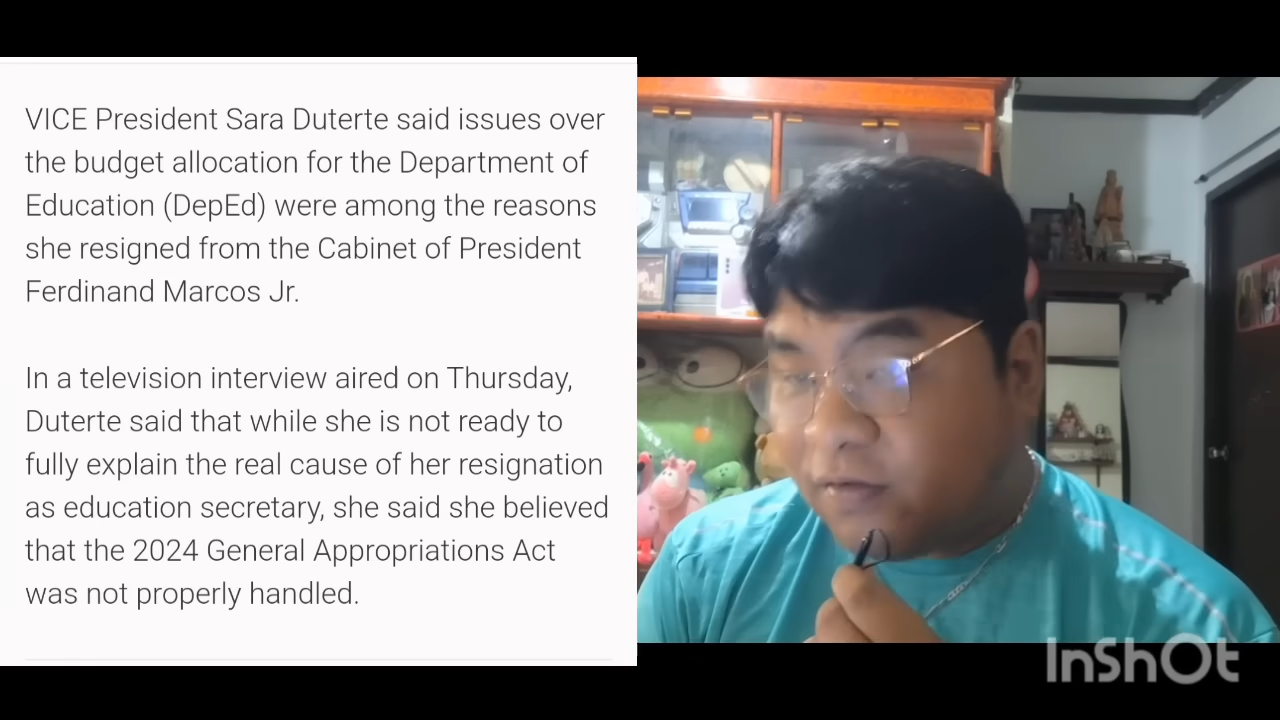 VICE President Sara Duterte said issues over
the budget allocation for the Department of
Education (DepEd) were among the reasons
she resigned from the Cabinet of President
Ferdinand Marcos Jr.
In a television interview aired on Thursday,
Duterte said that while she is not ready to
fully explain the real cause of her resignation
as education secretary, she said she believed
that the 2024 General Appropriations Act
was not properly handled.
InShOt